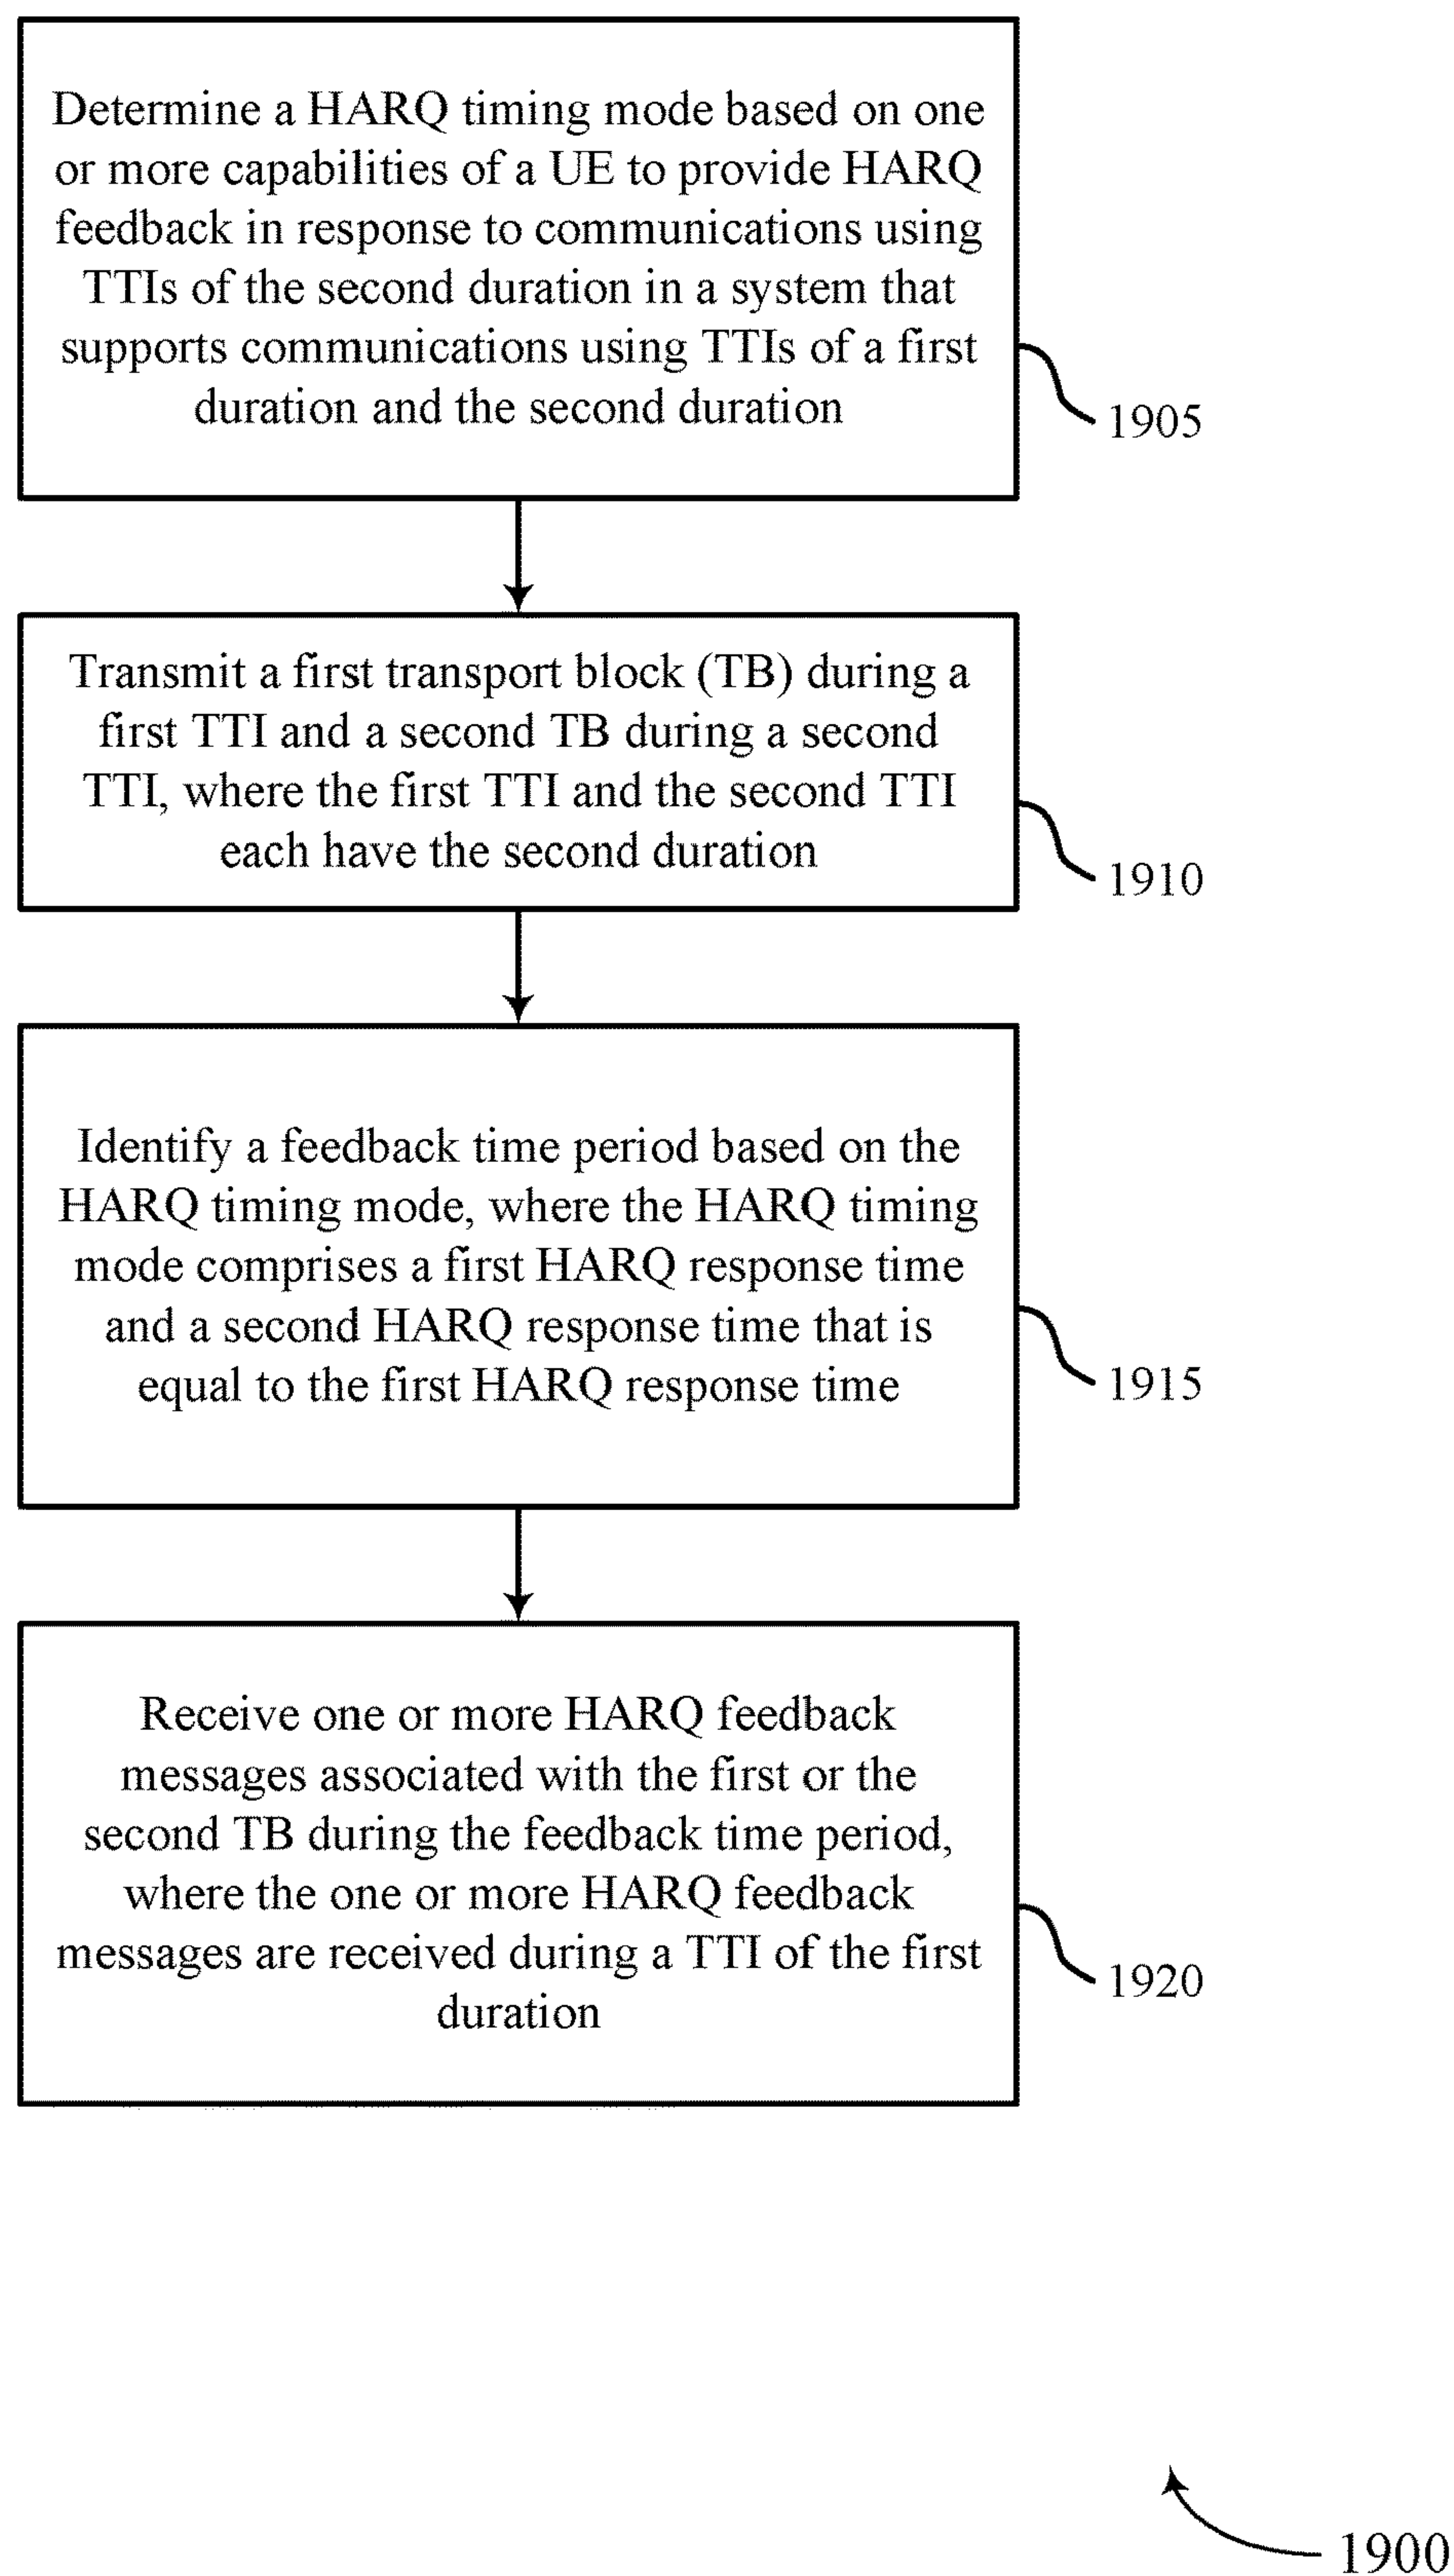 Determine a HARQ timing mode based on one
or more capabilities of a UE to provide HARQ
feedback in response to communications using
TTIs of the second duration in a system that
supports communications using TTIs of a first
duration and the second duration
1905
Transmit a first transport block (TB) during a
first TTI and a second TB during a second
TTI, where the first TTI and the second TTI
each have the second duration
1910
Identify a feedback time period based on the
HARQ timing mode, where the HARQ timing
mode comprises a first HARQ response time
and a second HARQ response time that is
equal to the first HARQ response time
1915
Receive one or more HARQ feedback
messages associated with the first or the
second TB during the feedback time period,
where the one or more HARQ feedback
messages are received during a TTI of the first
duration
1920
1900